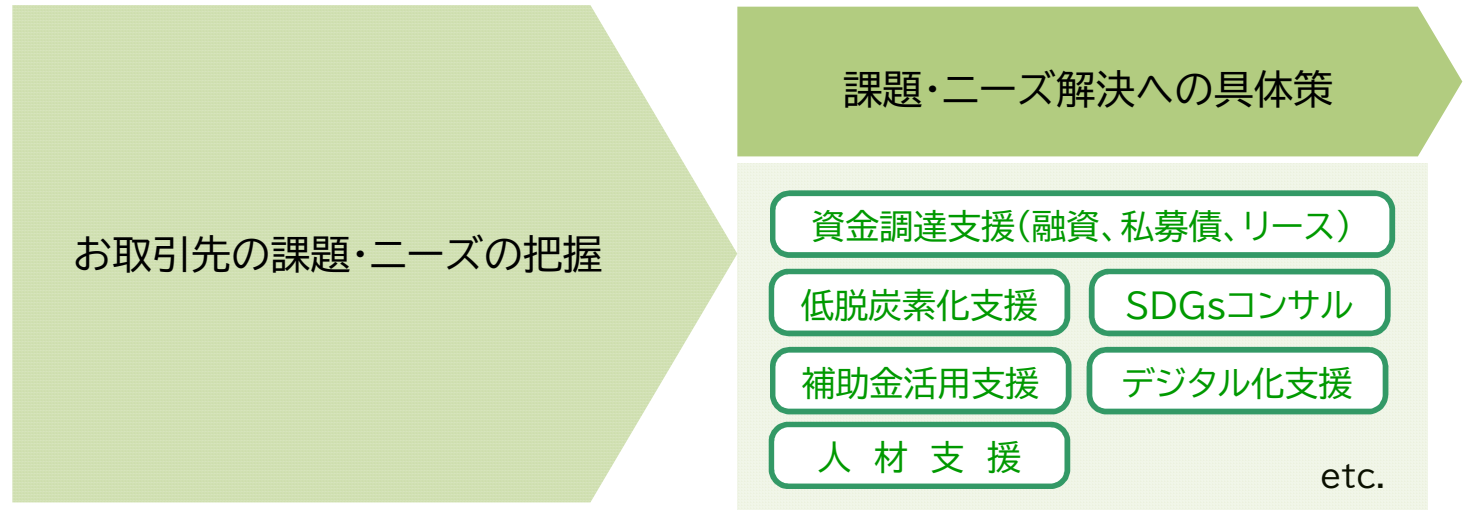 お取引先の課題・ニーズの把握
課題・ニーズ解決への具体策
資金調達支援(融資、私募債、リース)
低脱炭素化支援
SDGsコンサル
補助金活用支援
デジタル化支援
人 材 支 援
etc.